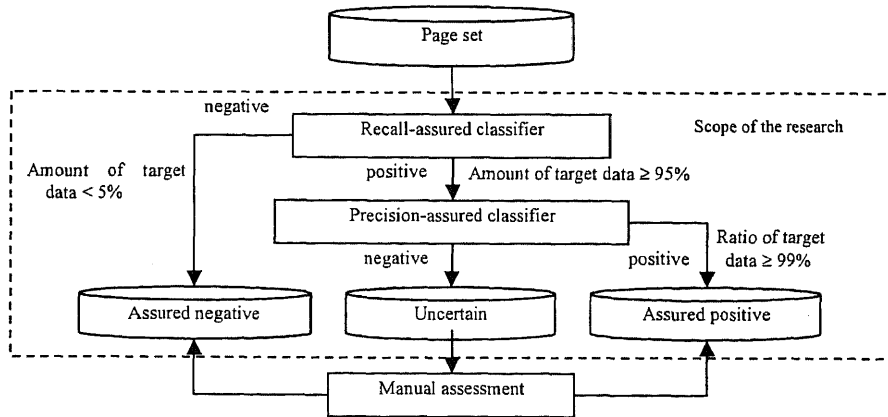 Page set
negative
Recall-assured classifier
Scope of the research
Amount of target
data < 5%
positive
Amount of target data ≥ 95%
Precision-assured classifier
negative
positive
Ratio of target
data ≥ 99%
Assured negative
Uncertain
Assured positive
Manual assessment